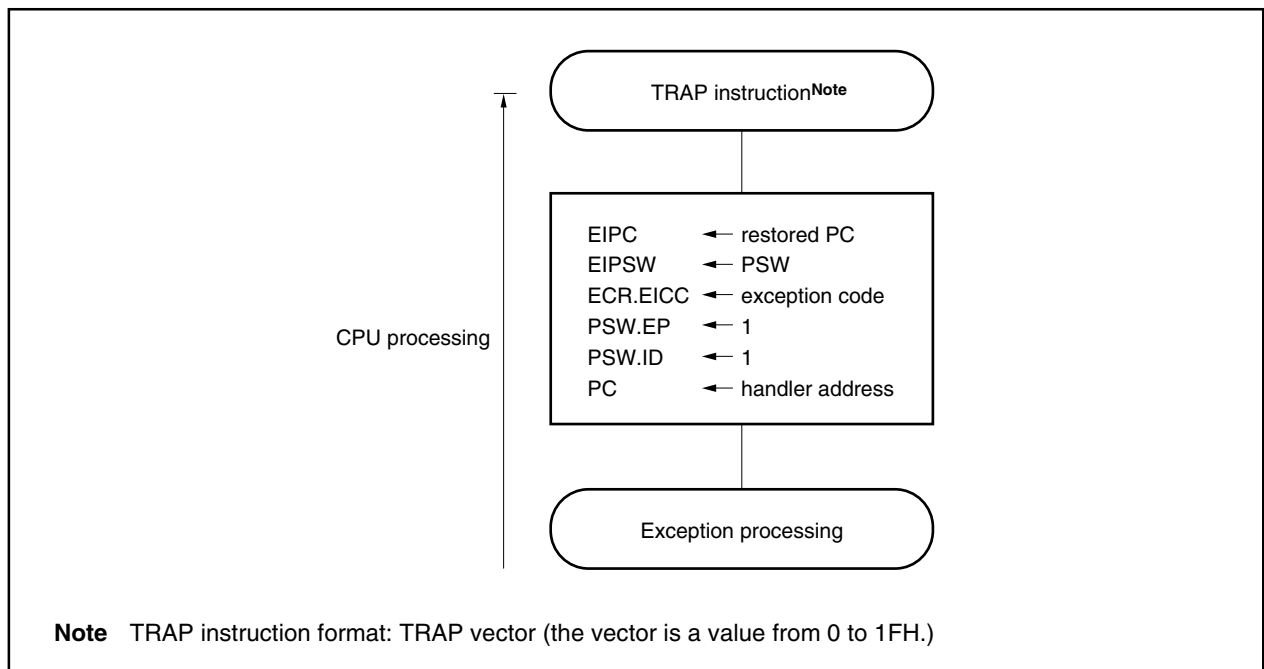 TRAP instructionNote
EIPC ← restored PC
EIPSW ← PSW
ECR.EICC ← exception code
PSW.EP ← 1
PSW.ID ← 1
PC ← handler address
CPU processing
Exception processing
Note TRAP instruction format: TRAP vector (the vector is a value from 0 to 1FH.)